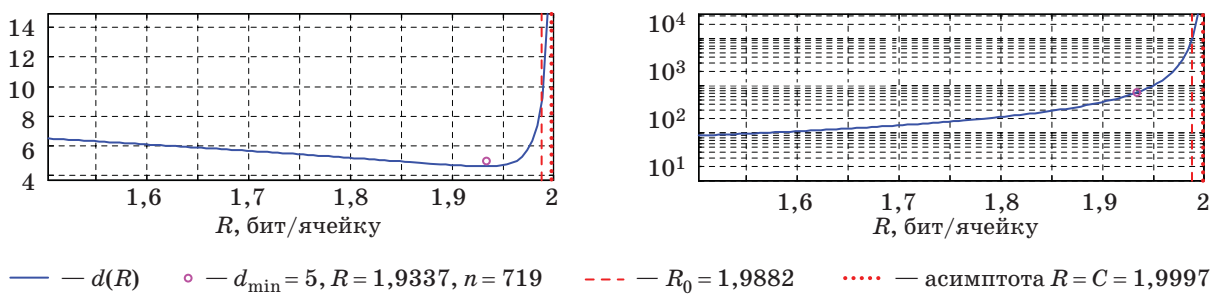 14
12
10
8
6
4
1,6 1,7 1,8 1,9 2
R, бит/ячейку
10⁴
10³
10²
10¹
1,6 1,7 1,8 1,9 2
R, бит/ячейку
— d(R) — d_min = 5, R = 1,9337, n = 719 — R₀ = 1,9882 — асимптота R = C = 1,9997